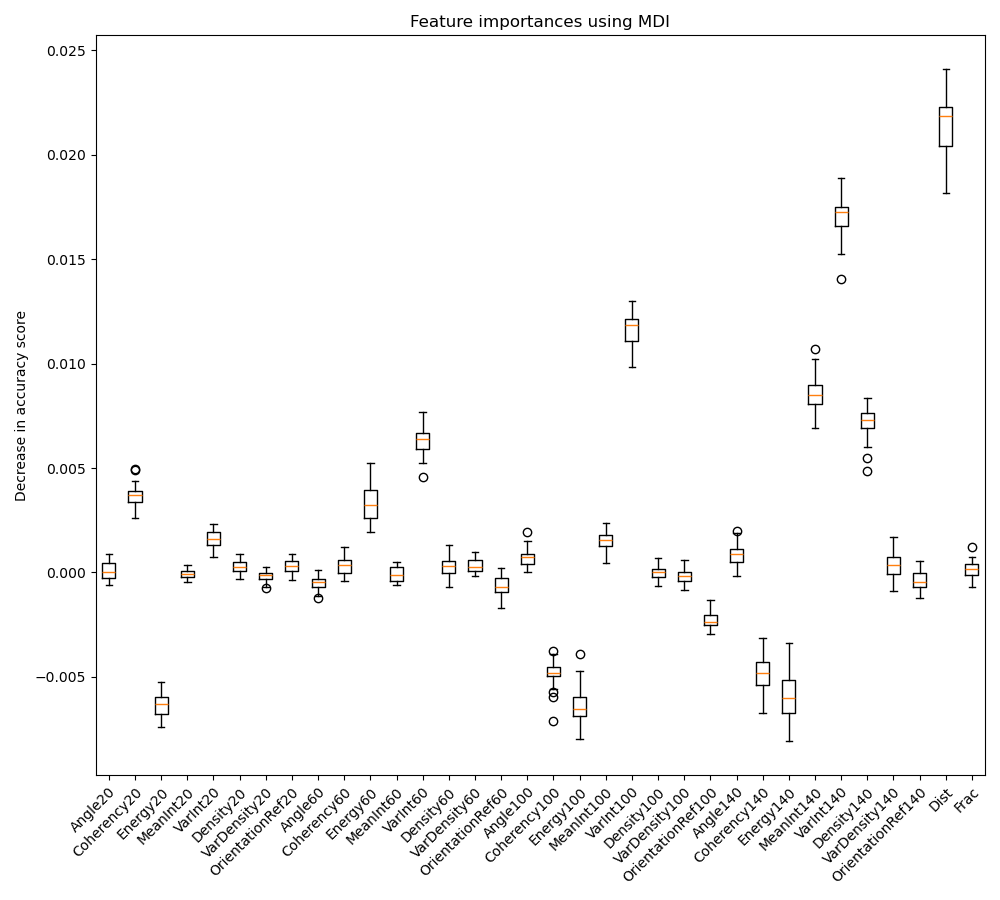 Feature importances using MDI
Decrease in accuracy score
0.025
0.020
0.015
0.010
0.005
0.000
−0.005
Angle20
Coherency20
Energy20
MeanInt20
VarInt20
Density20
VarDensity20
OrientationRef20
Angle60
Coherency60
Energy60
MeanInt60
VarInt60
Density60
VarDensity60
OrientationRef60
Angle100
Coherency100
Energy100
MeanInt100
VarInt100
Density100
VarDensity100
OrientationRef100
Angle140
Coherency140
Energy140
MeanInt140
VarInt140
Density140
VarDensity140
OrientationRef140
Dist
Frac